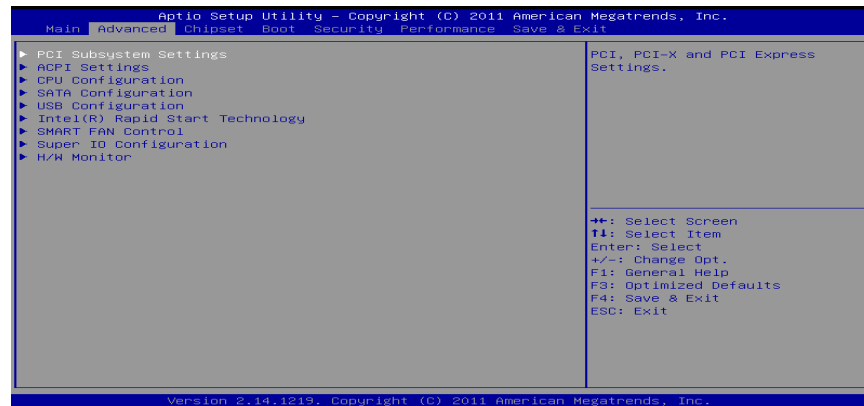 Aptio Setup Utility – Copyright (C) 2011 American Megatrends, Inc.
Main Advanced Chipset Boot Security Performance Save & Exit
▶ PCI Subsystem Settings
▶ ACPI Settings
▶ CPU Configuration
▶ SATA Configuration
▶ USB Configuration
▶ Intel(R) Rapid Start Technology
▶ SMART FAN Control
▶ Super IO Configuration
▶ H/W Monitor
PCI, PCI-X and PCI Express
Settings.
→←: Select Screen
↑↓: Select Item
Enter: Select
+/-: Change Opt.
F1: General Help
F3: Optimized Defaults
F4: Save & Exit
ESC: Exit
Version 2.14.1219. Copyright (C) 2011 American Megatrends, Inc.